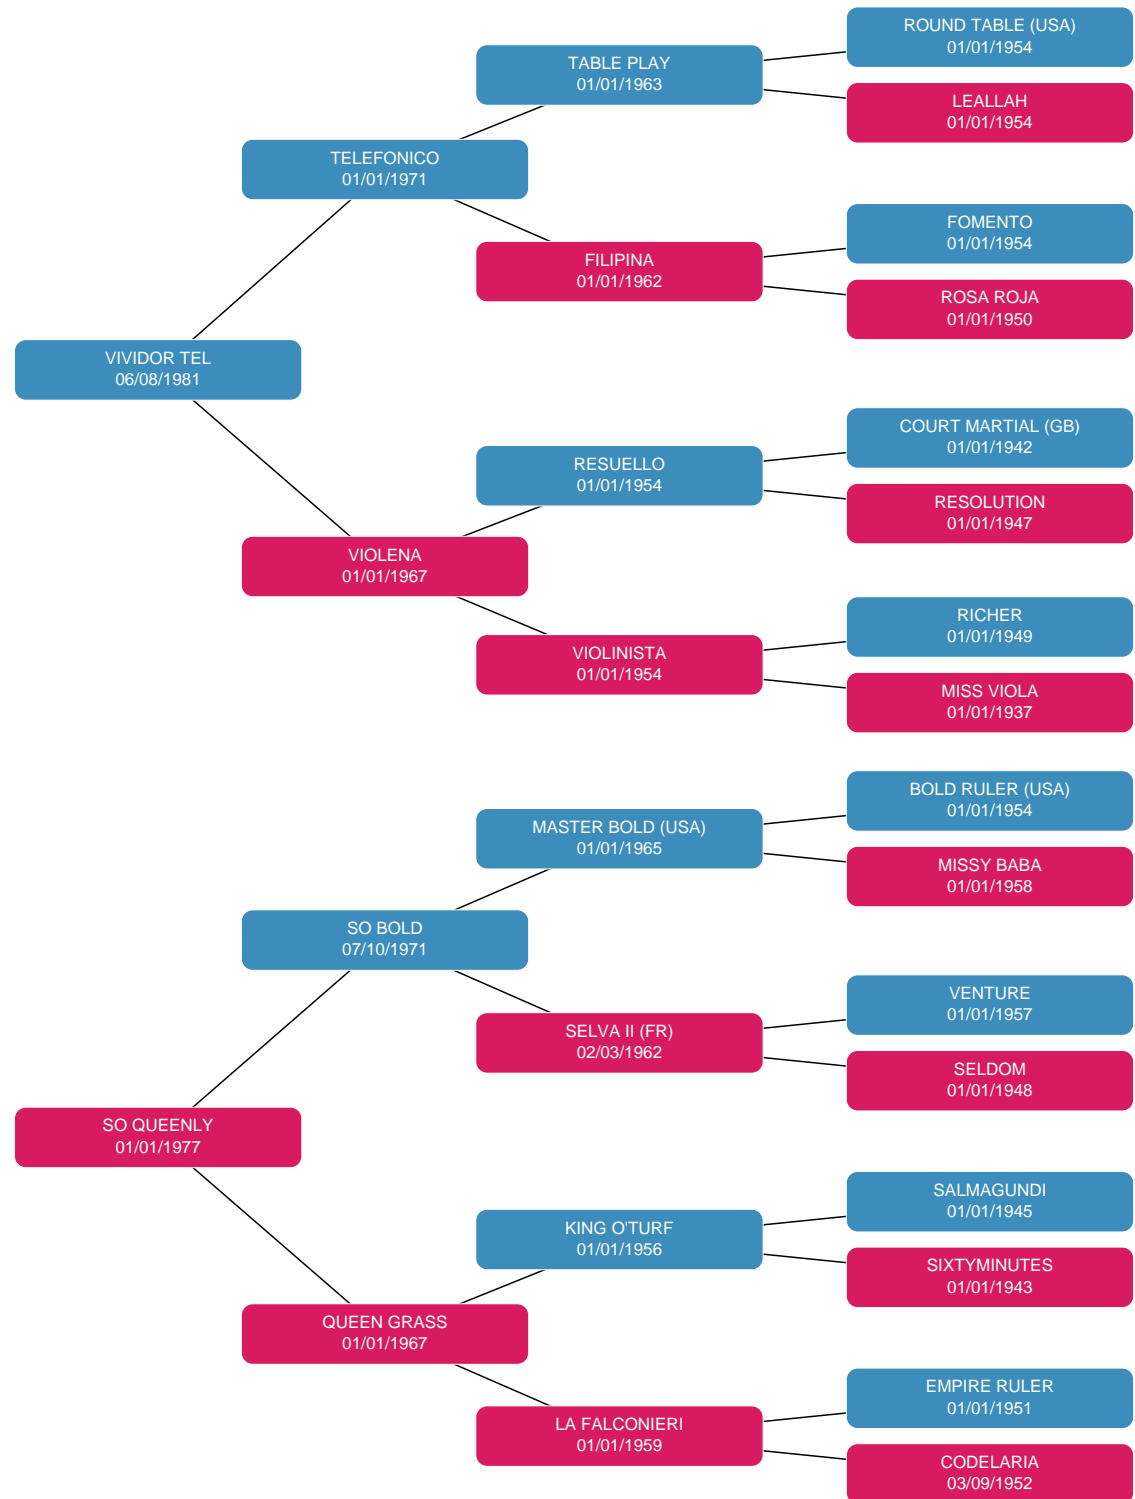 ROUND TABLE (USA)
01/01/1954
TABLE PLAY
01/01/1963
LEALLAH
01/01/1954
TELEFONICO
01/01/1971
FOMENTO
01/01/1954
FILIPINA
01/01/1962
ROSA ROJA
01/01/1950
VIVIDOR TEL
06/08/1981
COURT MARTIAL (GB)
01/01/1942
RESUELLO
01/01/1954
RESOLUTION
01/01/1947
VIOLENA
01/01/1967
RICHER
01/01/1949
VIOLINISTA
01/01/1954
MISS VIOLA
01/01/1937
BOLD RULER (USA)
01/01/1954
MASTER BOLD (USA)
01/01/1965
MISSY BABA
01/01/1958
SO BOLD
07/10/1971
VENTURE
01/01/1957
SELVA II (FR)
02/03/1962
SELDOM
01/01/1948
SO QUEENLY
01/01/1977
SALMAGUNDI
01/01/1945
KING O'TURF
01/01/1956
SIXTYMINUTES
01/01/1943
QUEEN GRASS
01/01/1967
EMPIRE RULER
01/01/1951
LA FALCONIERI
01/01/1959
CODELARIA
03/09/1952